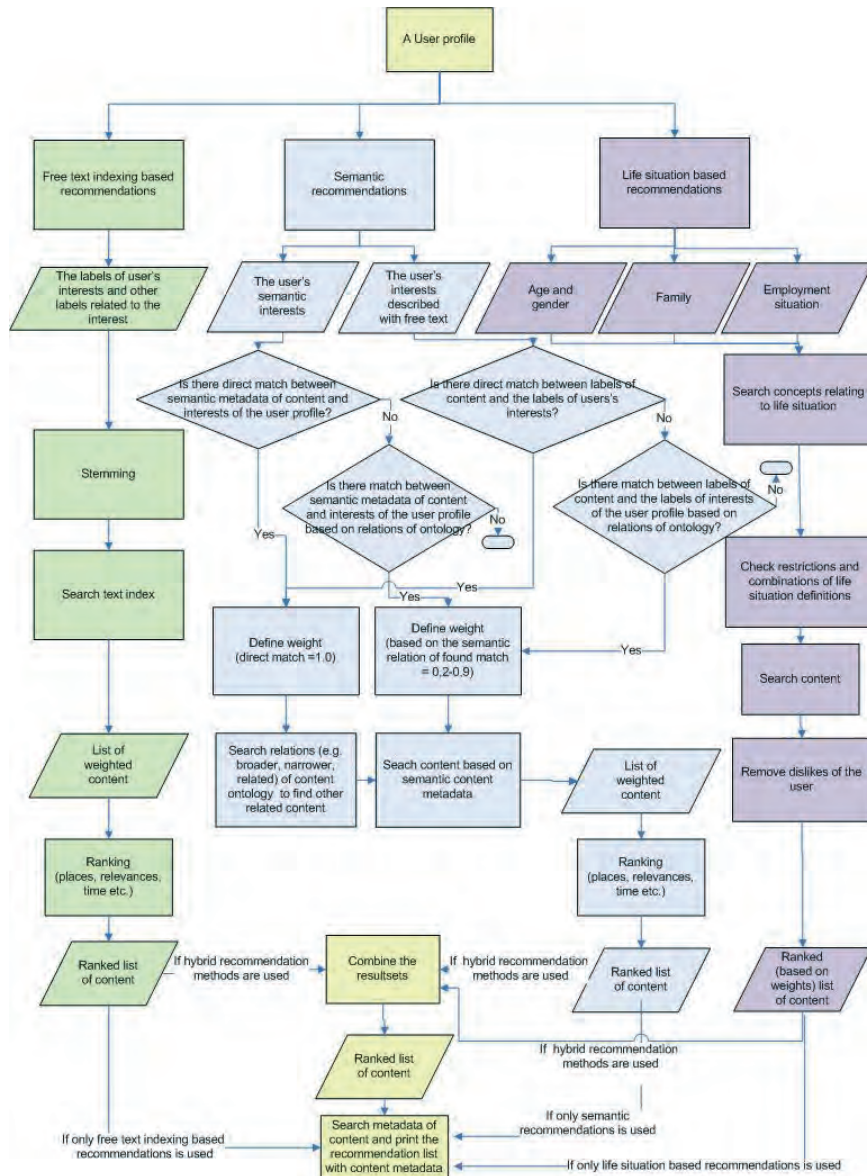 A User profile
Free text indexing based
recommendations
Semantic
recommendations
Life situation based
recommendations
The labels of user's
interests and other
labels related to the
interest
The user's
semantic
interests
The user's
interests
described
with free text
Age and
gender
Family
Employment
situation
Is there direct match between
semantic metadata of content and
interests of the user profile?
Is there direct match between labels of
content and the labels of users's
interests?
Search concepts relating
to life situation
No
No
Stemming
Is there match between
semantic metadata of content
and interests of the user profile
based on relations of ontology?
Is there match between labels of
content and the labels of interests
of the user profile based on
relations of ontology?
No
No
Yes
Search text index
Check restrictions and
combinations of life
situation definitions
Yes
Yes
Define weight
(direct match =1.0)
Define weight
(based on the semantic
relation of found match
= 0,2-0,9)
Yes
Search content
List of
weighted
content
Search relations (e.g.
broader, narrower,
related) of content
ontology to find other
related content
Seach content based on
semantic content
metadata.
List of
weighted
content
Remove dislikes of the
user
Ranking
(places, relevances,
time etc.)
Ranking
(places, relevances,
time etc.)
Ranked list
of content
If hybrid recommendation
methods are used
Combine the
resultsets
If hybrid recommendation
methods are used
Ranked list
of content
Ranked
(based on
weights) list
of content
Ranked list
of content
If hybrid recommendation
methods are used
If only free text indexing based
recommendations is used
Search metadata of
content and print the
recommendation list
with content metadata
If only semantic
recommendations is used
If only life situation based recommendations is used